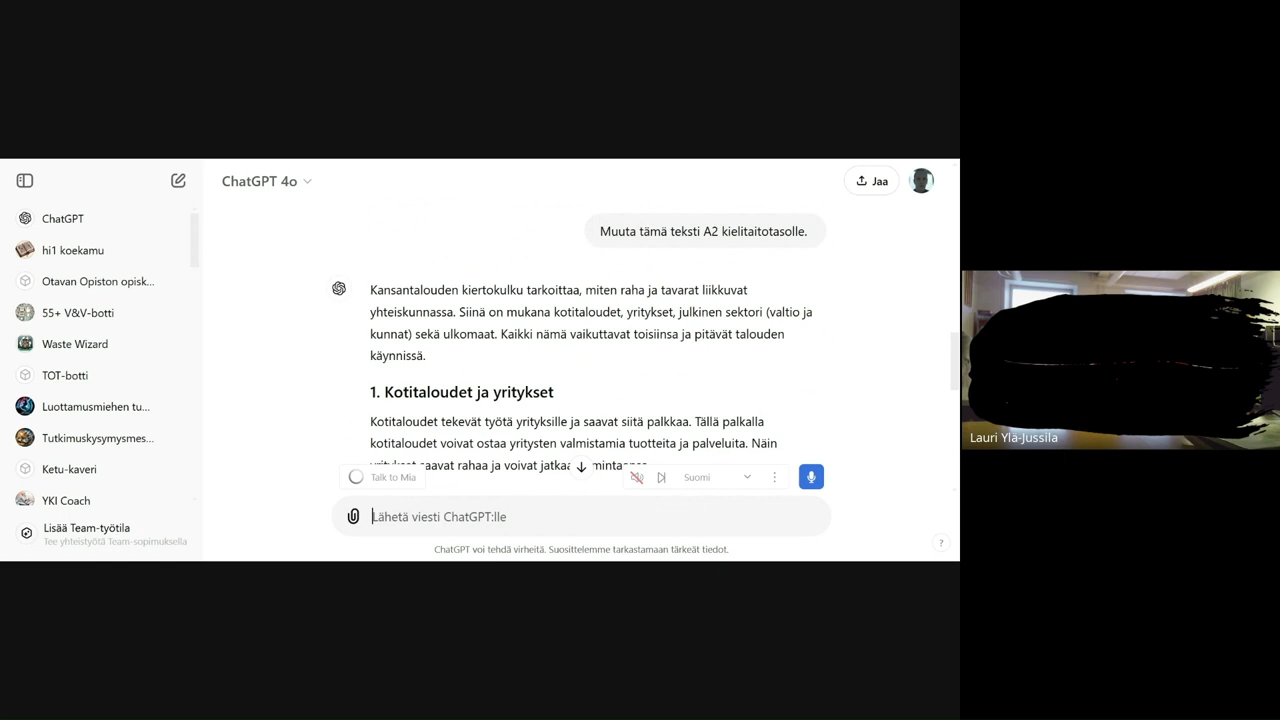 ChatGPT 4o
Jaa
ChatGPT
hi1 koekamu
Otavan Opiston opisk...
55+ V&V-botti
Waste Wizard
TOT-botti
Luottamusmiehen tu...
Tutkimuskysymysmes...
Ketu-kaveri
YKI Coach
Lisää Team-työtila
Tee yhteistyötä Team-sopimuksella
Muuta tämä teksti A2 kielitaitotasolle.
Kansantalouden kiertokulku tarkoittaa, miten raha ja tavarat liikkuvat
yhteiskunnassa. Siinä on mukana kotitaloudet, yritykset, julkinen sektori (valtio ja
kunnat) sekä ulkomaat. Kaikki nämä vaikuttavat toisiinsa ja pitävät talouden
käynnissä.
1. Kotitaloudet ja yritykset
Kotitaloudet tekevät työtä yrityksille ja saavat siitä palkkaa. Tällä palkalla
kotitaloudet voivat ostaa yritysten valmistamia tuotteita ja palveluita. Näin
saavat rahaa ja voivat
Talk to Mia
Suomi
Lähetä viesti ChatGPT:lle
ChatGPT voi tehdä virheitä. Suosittelemme tarkastamaan tärkeät tiedot.
?
Lauri Ylä-Jussila